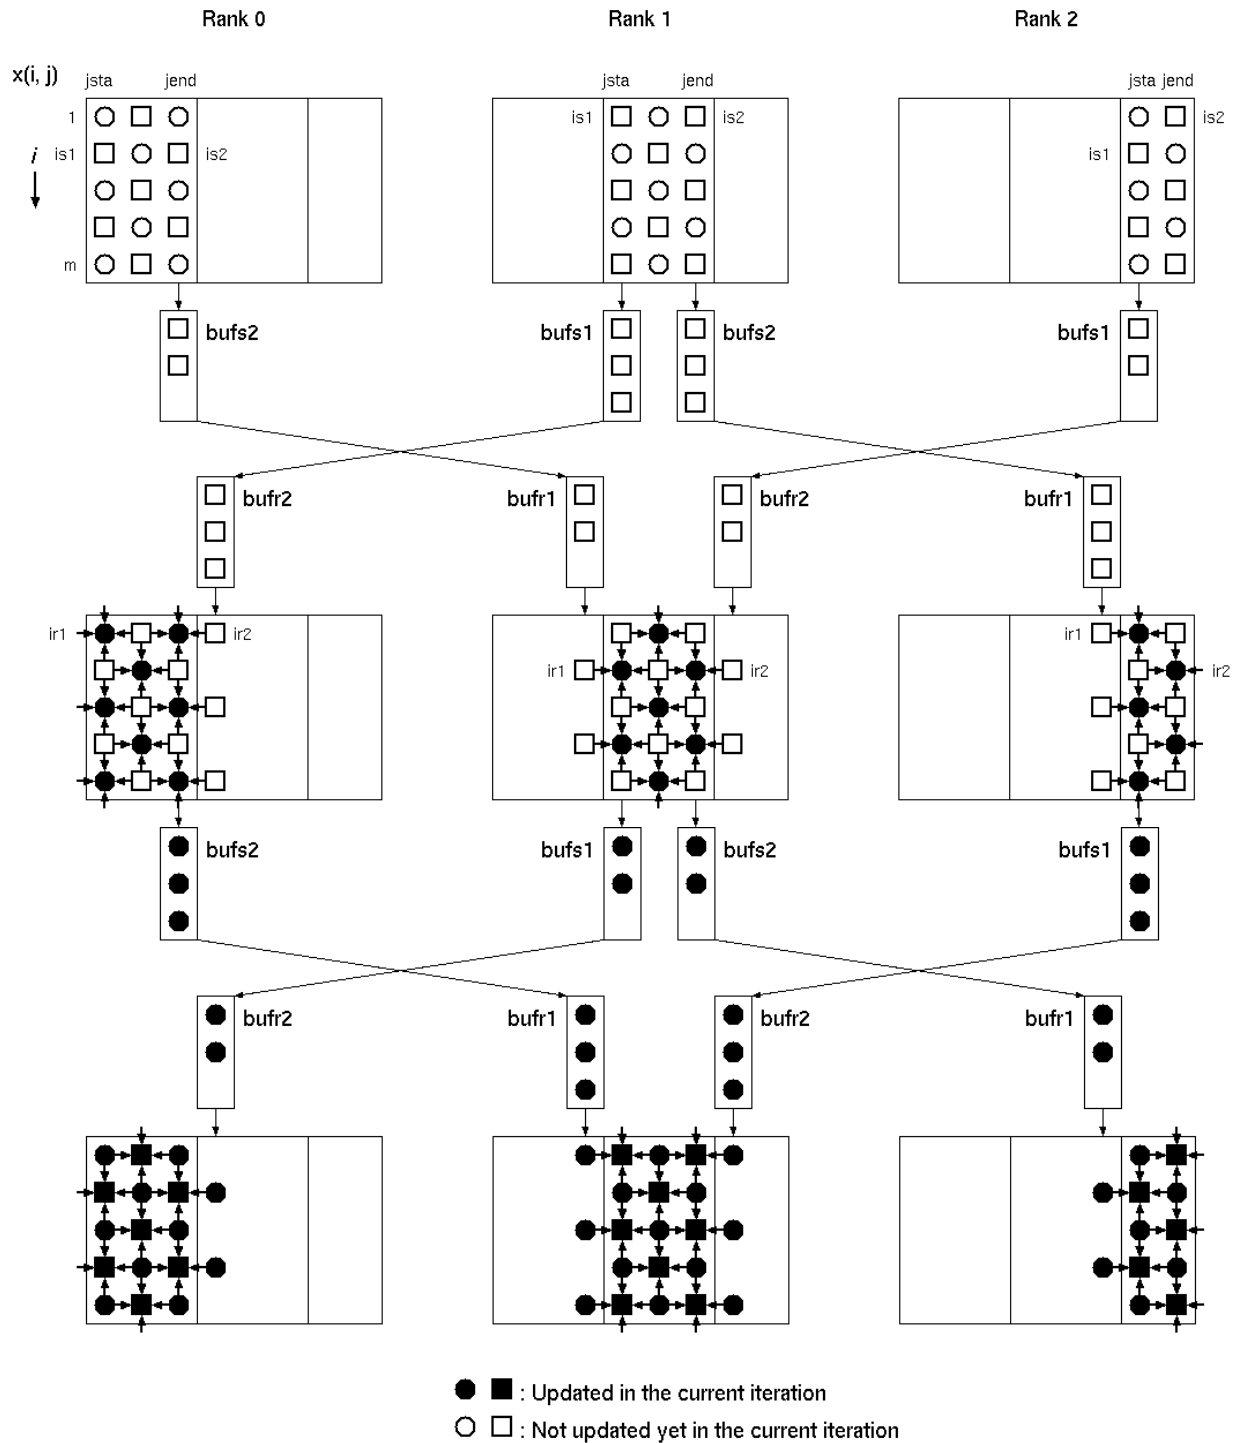 Rank 0 Rank 1 Rank 2
x(i, j) jsta jend jsta jend jsta jend
1 is1 is2 is2
i is1 is2 is1
m
bufs2 bufs1 bufs2 bufs1
bufr2 bufr1 bufr2 bufr1
ir1 ir2 ir1
ir1 ir2 ir2
bufs2 bufs1 bufs2 bufs1
bufr2 bufr1 bufr2 bufr1
: Updated in the current iteration
: Not updated yet in the current iteration